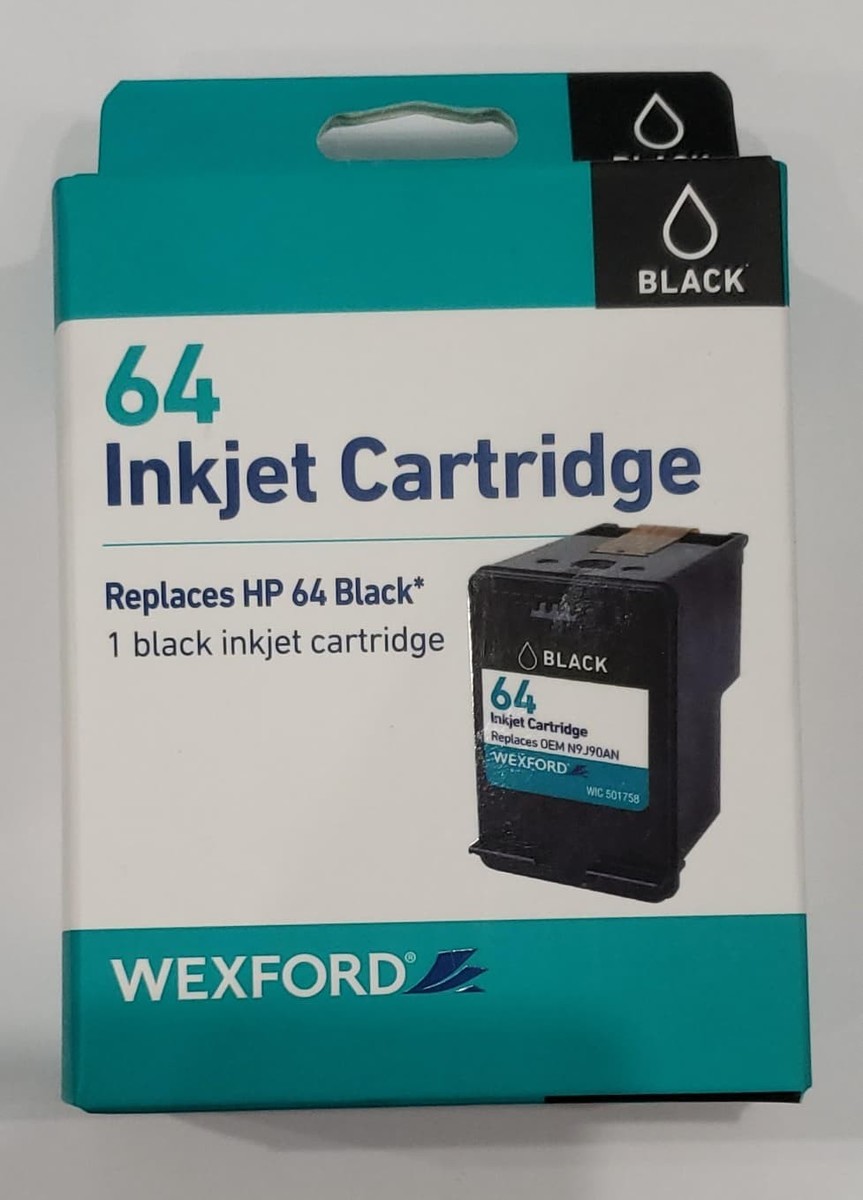 BLACK
BLACK
64
Inkjet Cartridge
Replaces HP 64 Black*
1 black inkjet cartridge
BLACK
64
Inkjet Cartridge
Replaces OEM N9J90AN
WEXFORD
WIC 501758
WEXFORD®